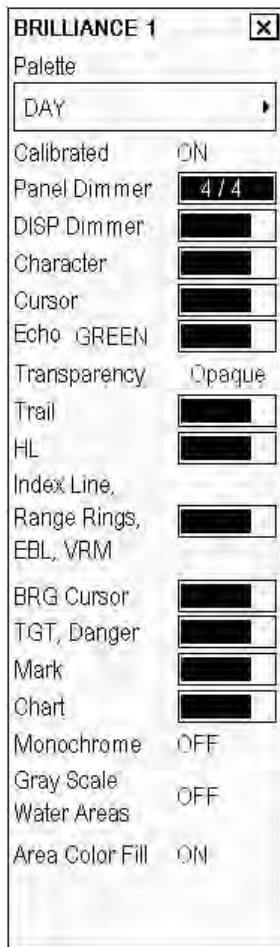 BRILLIANCE 1
Palette
DAY
Calibrated ON
Panel Dimmer 4 / 4
DISP Dimmer
Character
Cursor
Echo GREEN
Transparency Opaque
Trail
HL
Index Line,
Range Rings,
EBL, VRM
BRG Cursor
TGT, Danger
Mark
Chart
Monochrome OFF
Gray Scale
Water Areas OFF
Area Color Fill ON